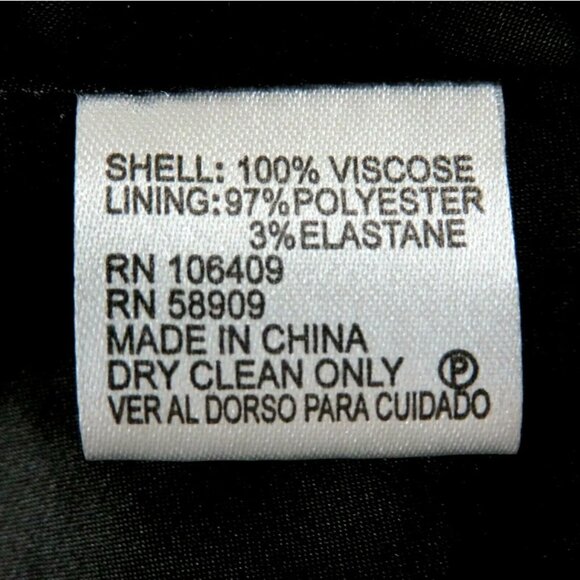 SHELL: 100% VISCOSE
LINING: 97% POLYESTER
3% ELASTANE
RN 106409
RN 58909
MADE IN CHINA
DRY CLEAN ONLY Ⓟ
VER AL DORSO PARA CUIDADO